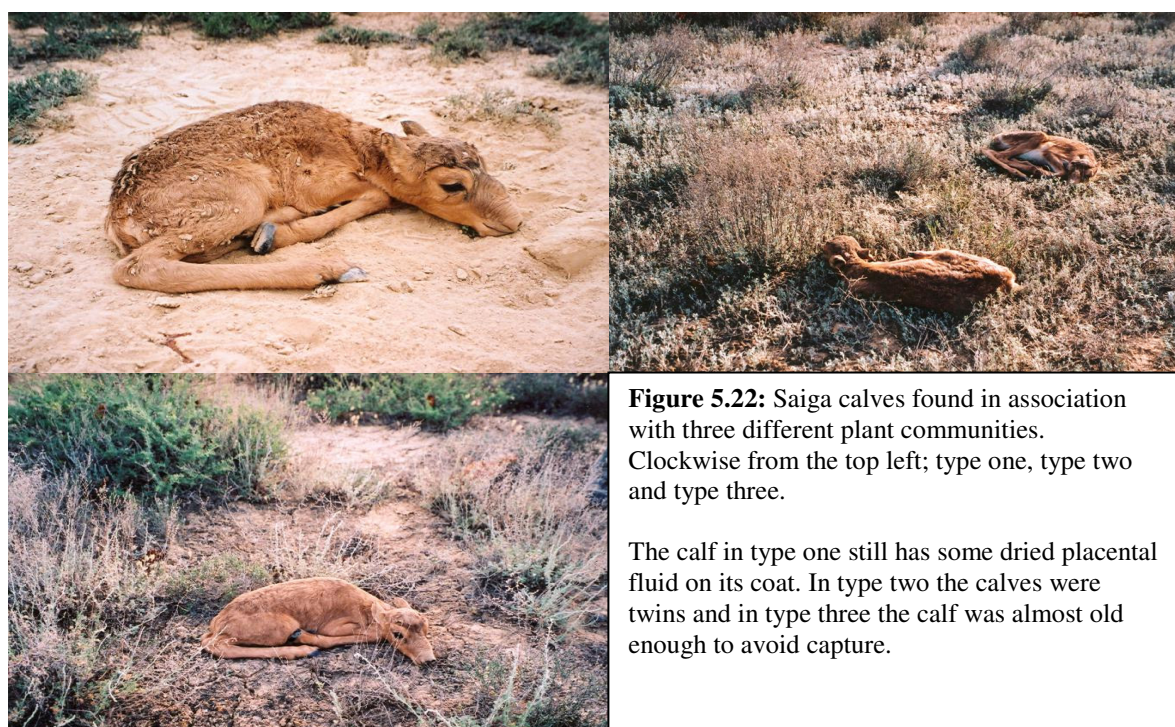 Figure 5.22: Saiga calves found in association
with three different plant communities.
Clockwise from the top left; type one, type two
and type three.
The calf in type one still has some dried placental
fluid on its coat. In type two the calves were
twins and in type three the calf was almost old
enough to avoid capture.